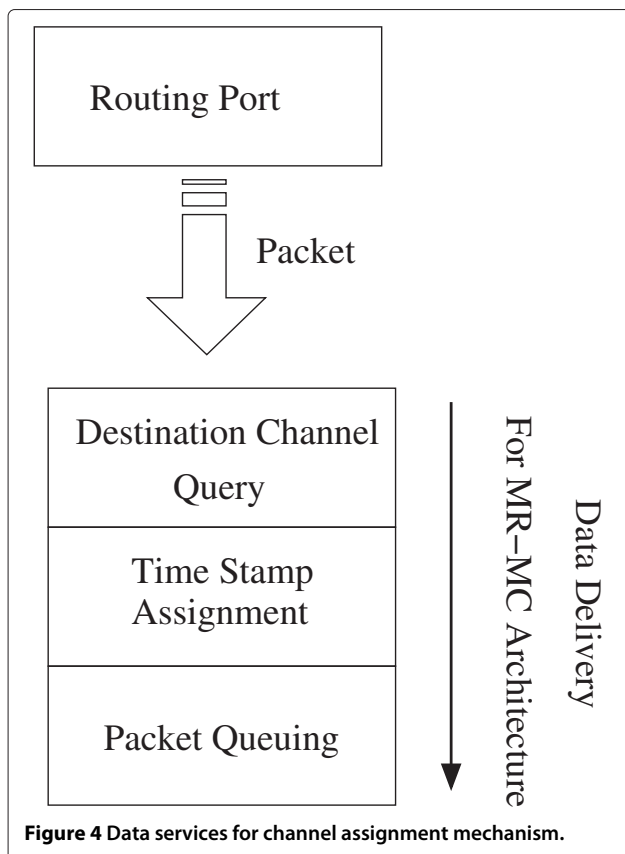 Routing Port
Packet
Destination Channel
Query
Time Stamp
Assignment
Packet Queuing
Data Delivery
For MR−MC Architecture
Figure 4 Data services for channel assignment mechanism.